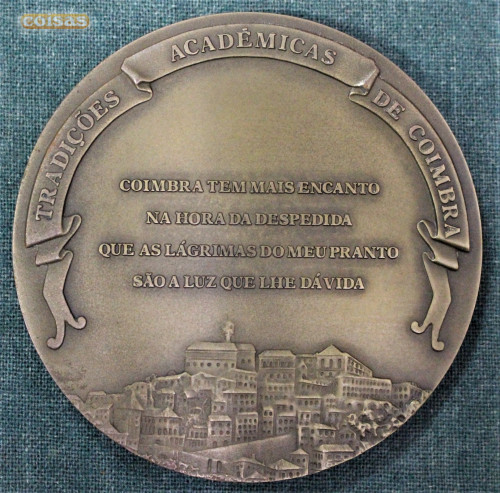 coisas
TRADIÇÕES ACADÊMICAS DE COIMBRA
COIMBRA TEM MAIS ENCANTO
NA HORA DA DESPEDIDA
QUE AS LÁGRIMAS DO MEU PRANTO
SÃO A LUZ QUE LHE DÁ VIDA